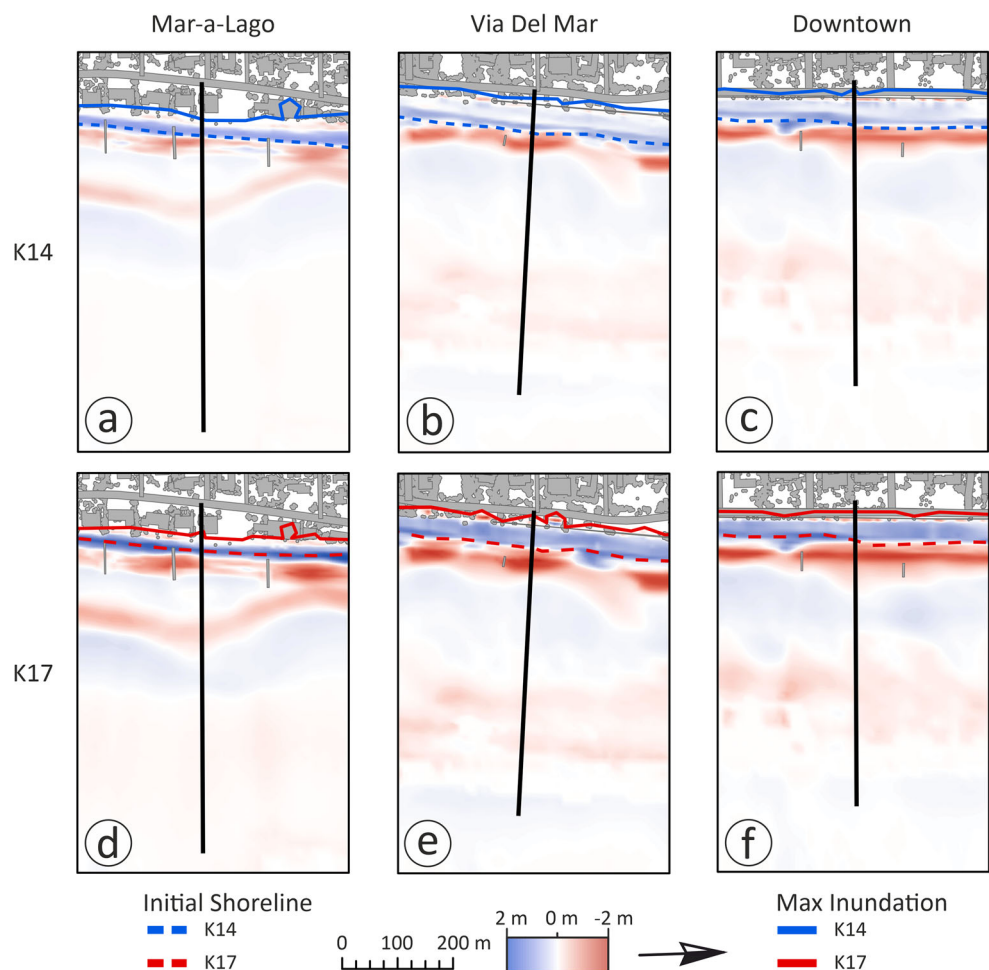 Mar-a-Lago Via Del Mar Downtown
K14
a b c
K17
d e f
Initial Shoreline
K14
K17
0 100 200 m
2 m 0 m -2 m
Max Inundation
K14
K17